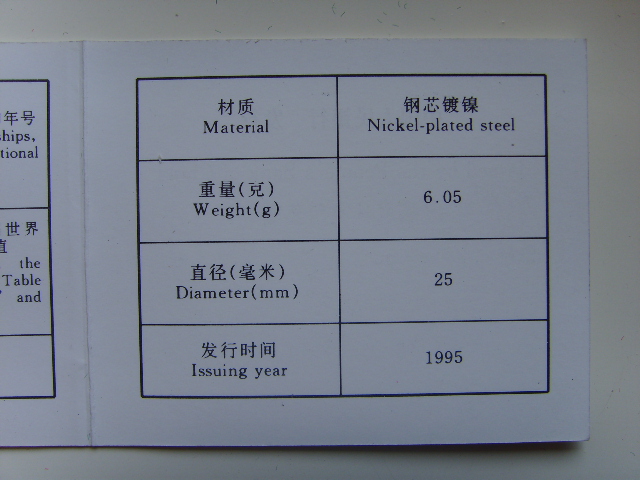 年号
ships,
tional
世界
值
the
Table
and
材质
Material
钢芯镀镍
Nickel-plated steel
重量(克)
Weight(g)
6.05
直径(毫米)
Diameter(mm)
25
发行时间
Issuing year
1995